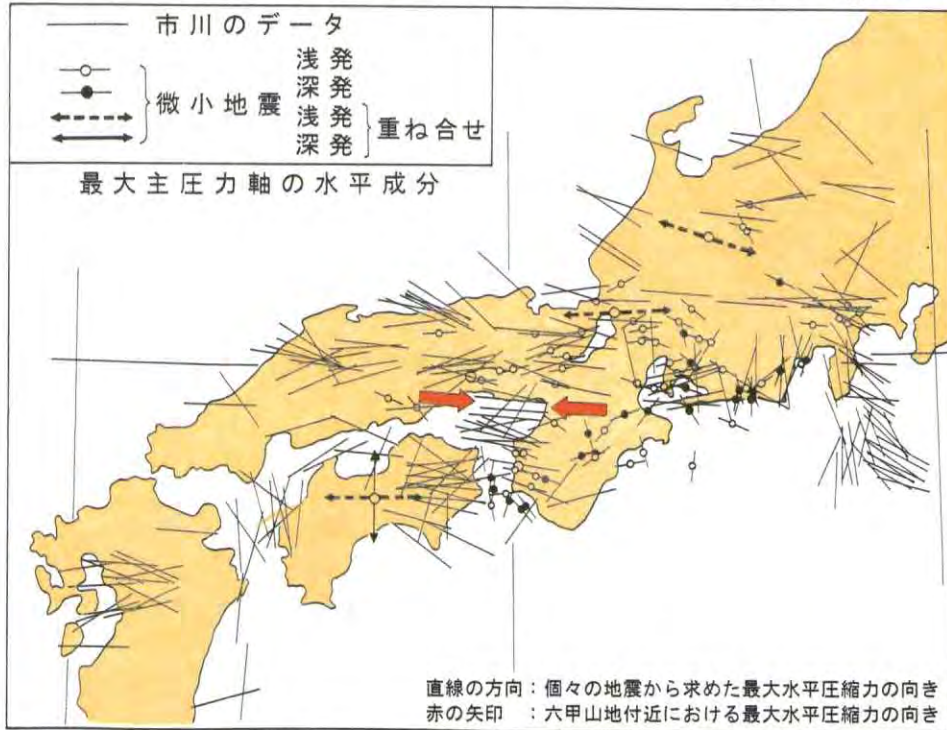 市川のデータ
浅発
深発
微小地震
浅発
深発
重ね合せ
最大主圧力軸の水平成分
直線の方向：個々の地震から求めた最大水平圧縮力の向き
赤の矢印　：六甲山地付近における最大水平圧縮力の向き